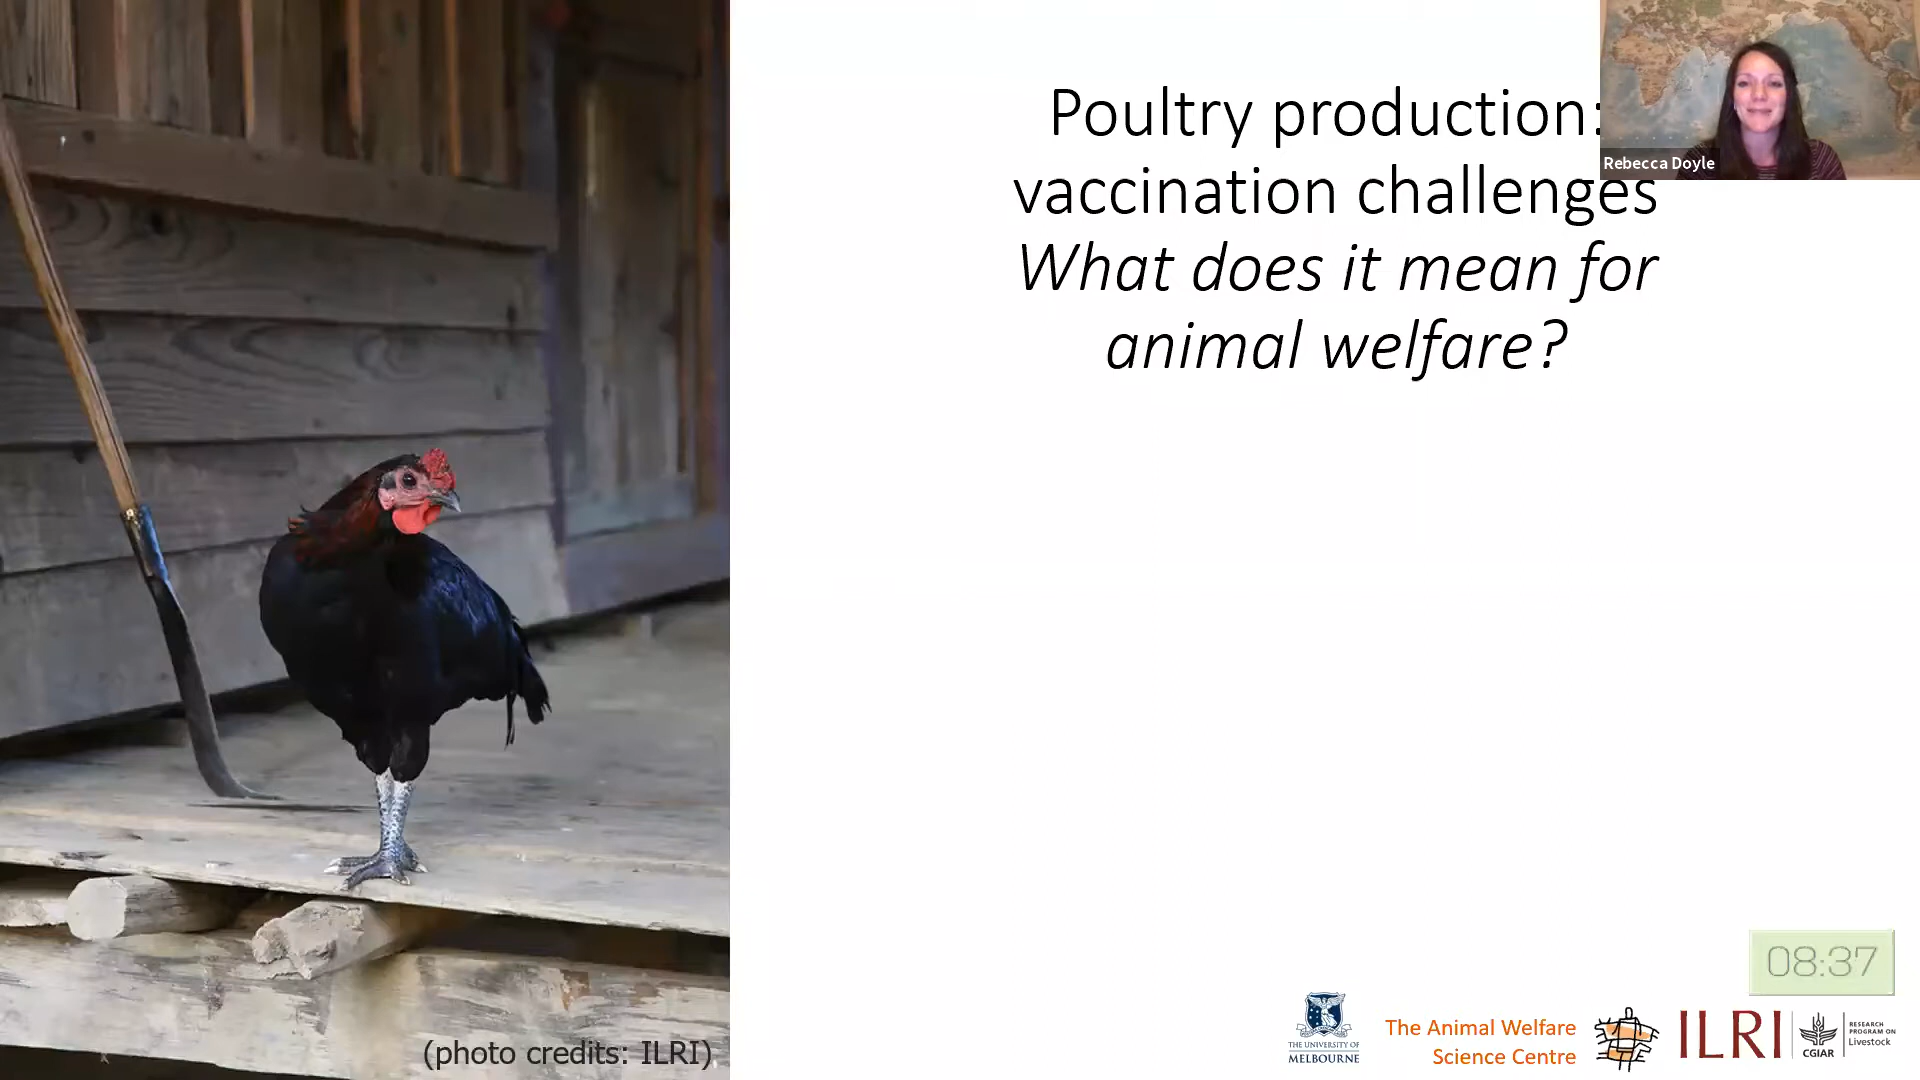 Poultry production:
vaccination challenges
What does it mean for
animal welfare?
Rebecca Doyle
08:37
(photo credits: ILRI)
THE UNIVERSITY OF
MELBOURNE
The Animal Welfare
Science Centre
ILRI
CGIAR
RESEARCH
PROGRAM ON
Livestock